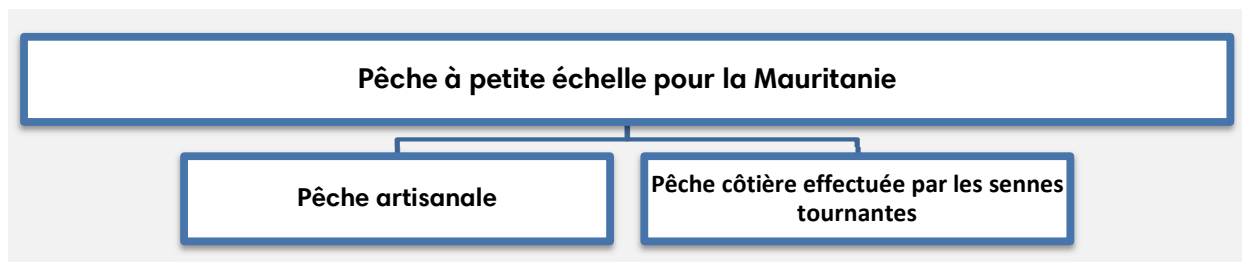 Pêche à petite échelle pour la Mauritanie
Pêche artisanale
Pêche côtière effectuée par les sennes
tournantes